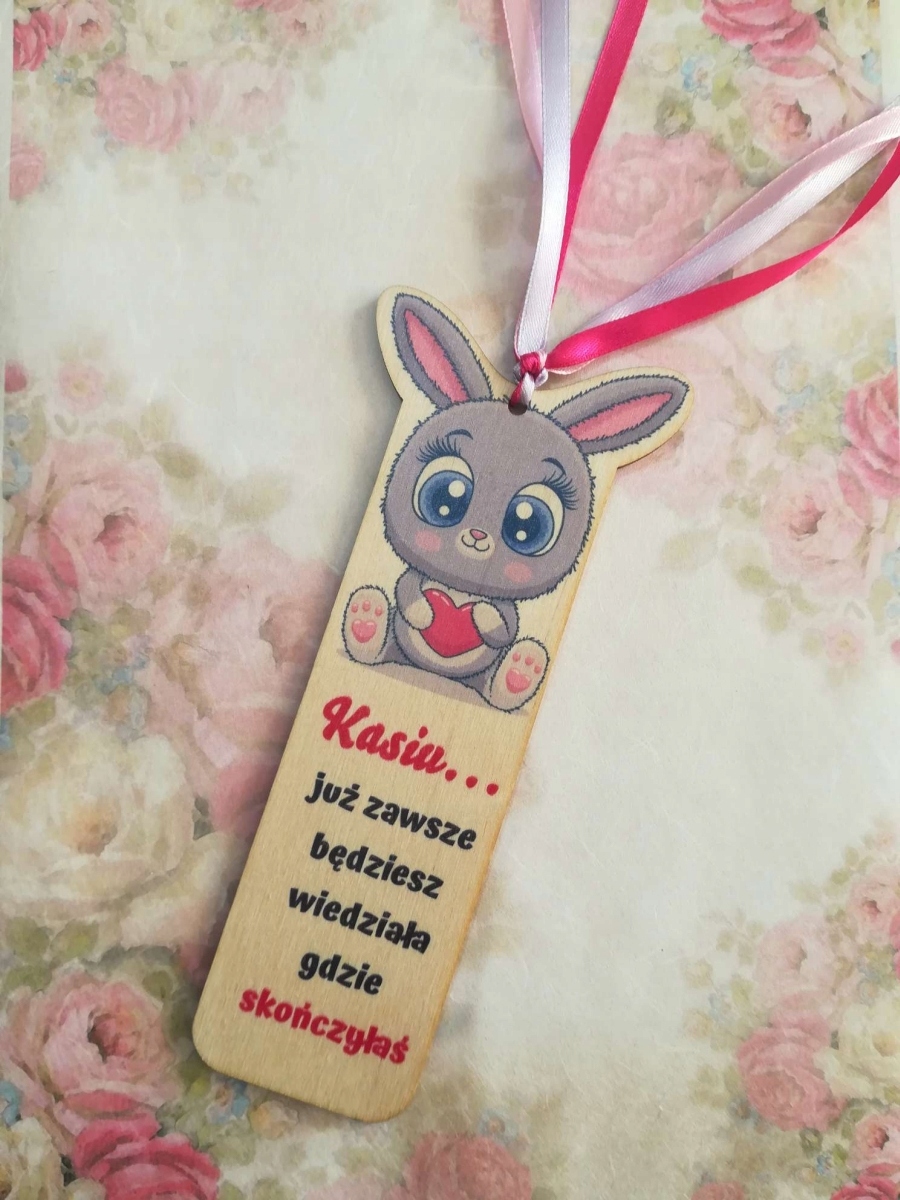 Kasiu...
już zawsze
będziesz
wiedziała
gdzie
skończyłaś